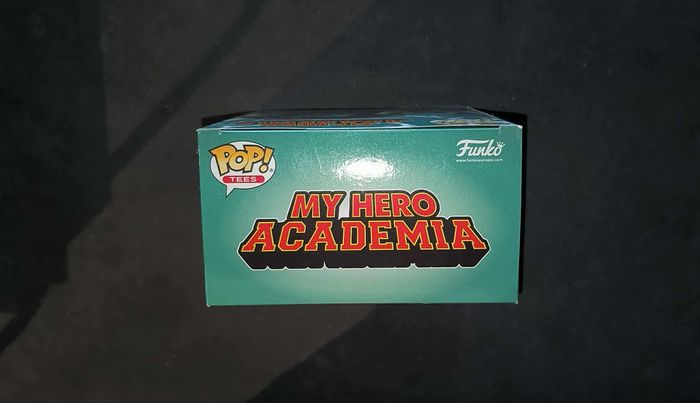 POP!
TEES
Funko
www.funkoeurope.com
MY HERO
ACADEMIA